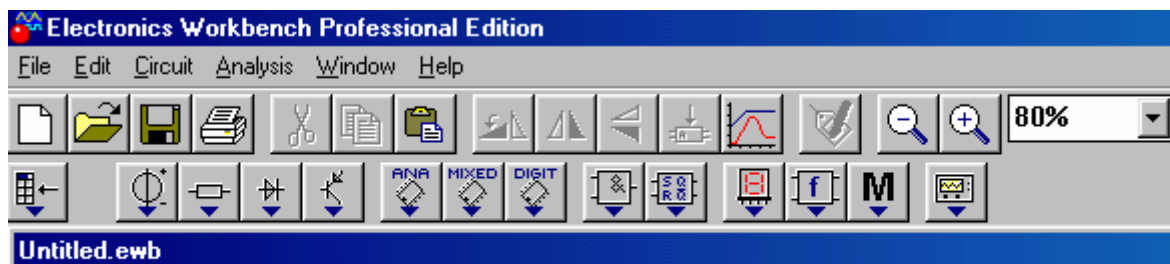 Electronics Workbench Professional Edition
File Edit Circuit Analysis Window Help
80%
ANA MIXED DIGIT & S Q R Q f M
Untitled.ewb